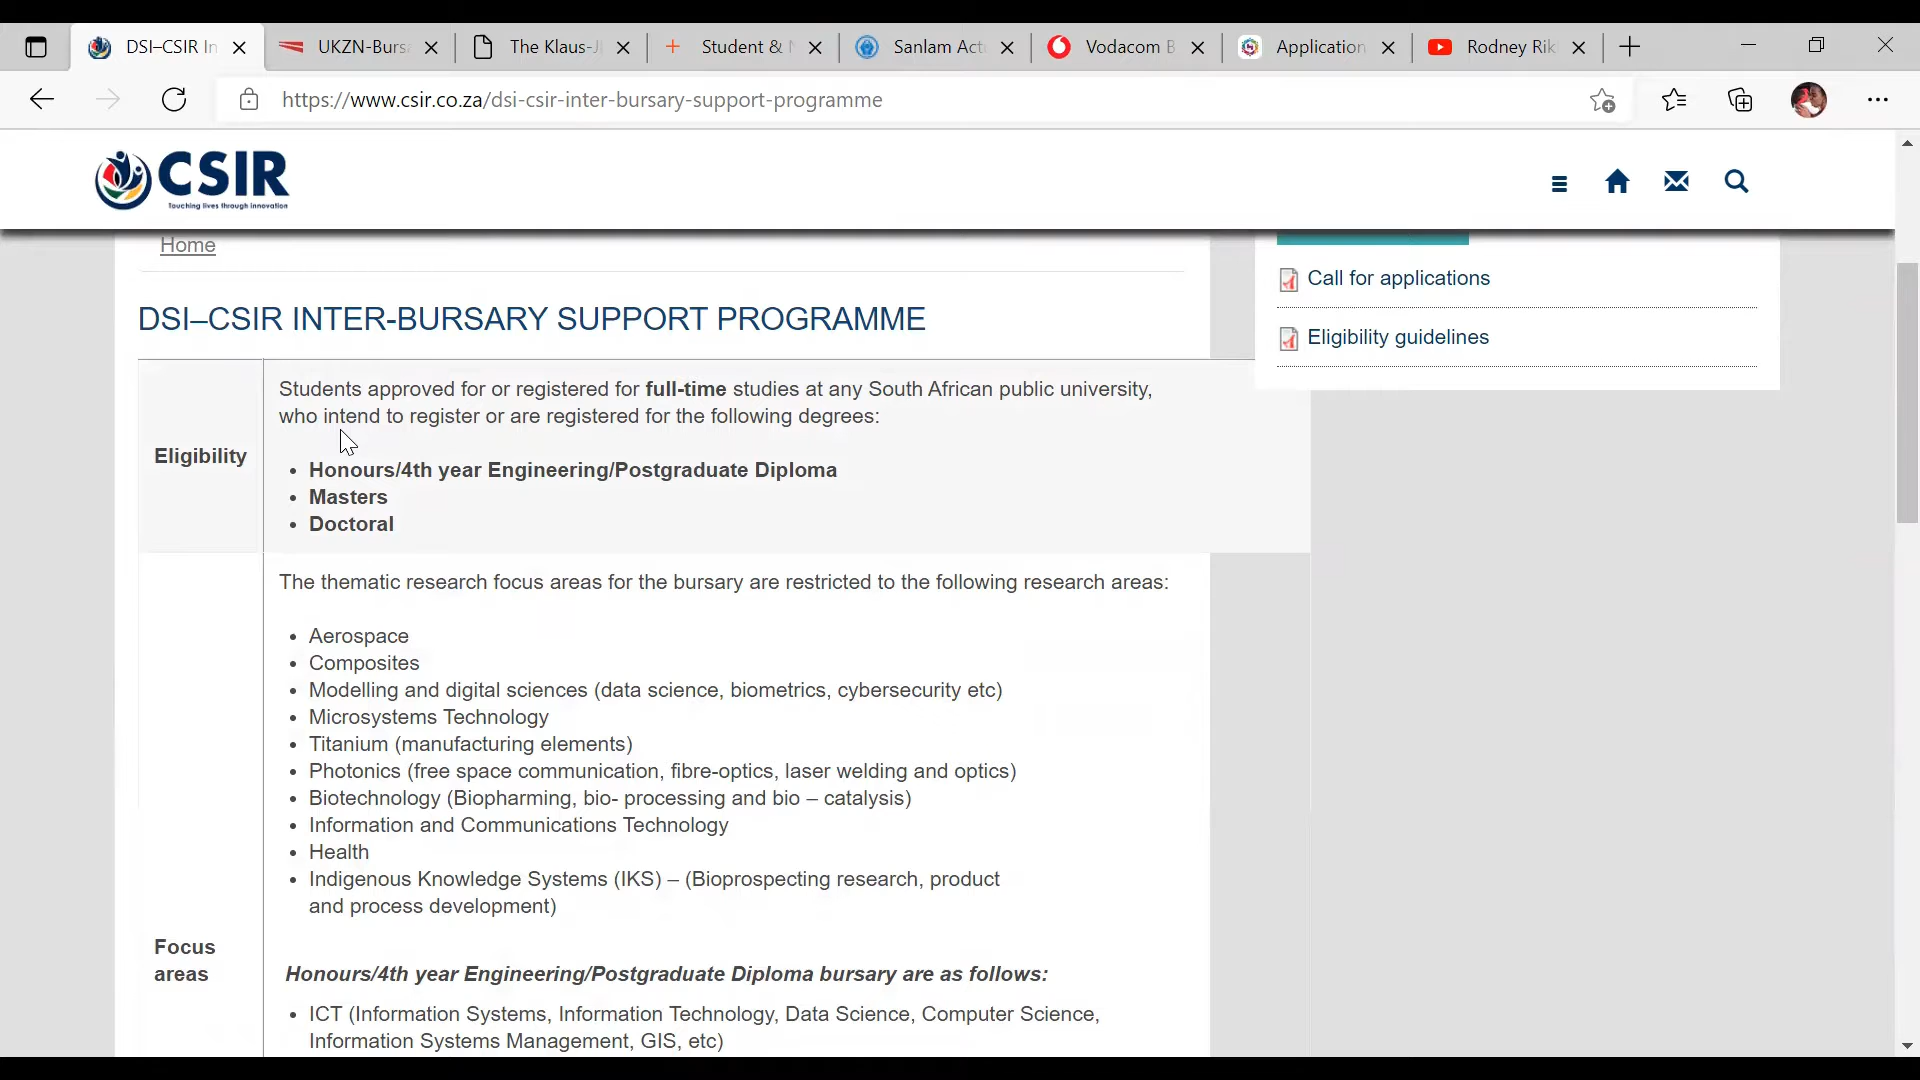 DSI–CSIR In
UKZN-Bursa
The Klaus-J
Student &
Sanlam Act
Vodacom B
Application
Rodney Rik
https://www.csir.co.za/dsi-csir-inter-bursary-support-programme
CSIR
Touching lives through innovation
Home
Call for applications
Eligibility guidelines
DSI–CSIR INTER-BURSARY SUPPORT PROGRAMME
Eligibility
Students approved for or registered for full-time studies at any South African public university,
who intend to register or are registered for the following degrees:
• Honours/4th year Engineering/Postgraduate Diploma
• Masters
• Doctoral
The thematic research focus areas for the bursary are restricted to the following research areas:
• Aerospace
• Composites
• Modelling and digital sciences (data science, biometrics, cybersecurity etc)
• Microsystems Technology
• Titanium (manufacturing elements)
• Photonics (free space communication, fibre-optics, laser welding and optics)
• Biotechnology (Biopharming, bio- processing and bio – catalysis)
• Information and Communications Technology
• Health
• Indigenous Knowledge Systems (IKS) – (Bioprospecting research, product
and process development)
Focus
areas
Honours/4th year Engineering/Postgraduate Diploma bursary are as follows:
• ICT (Information Systems, Information Technology, Data Science, Computer Science,
Information Systems Management, GIS, etc)